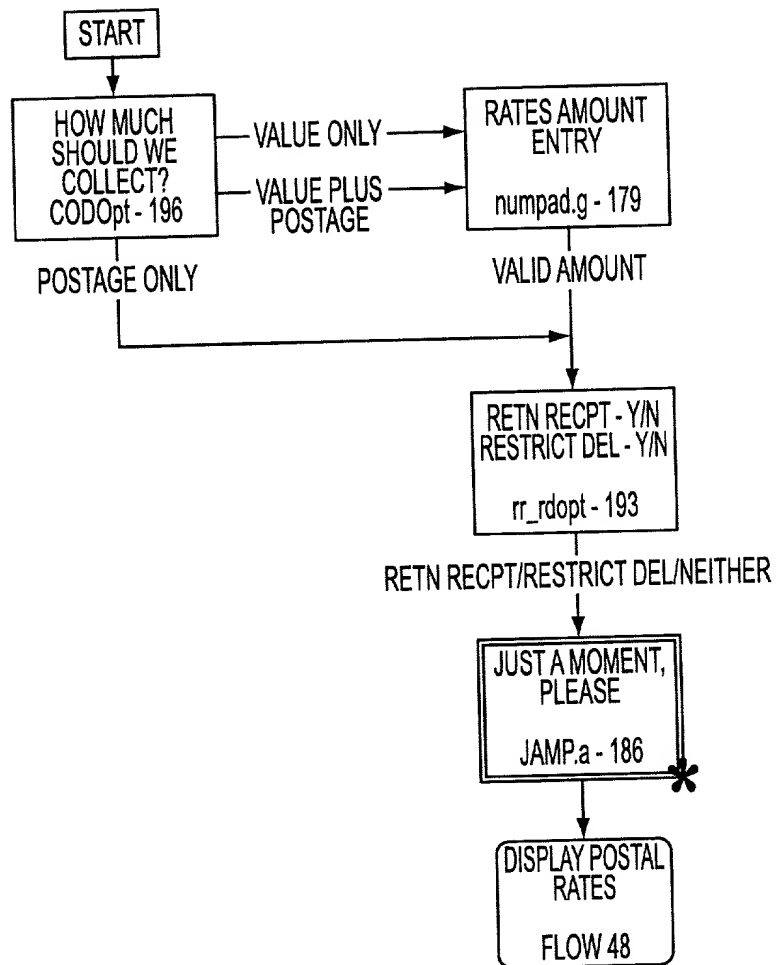 START
HOW MUCH
SHOULD WE
COLLECT?
CODOpt - 196
VALUE ONLY
VALUE PLUS
POSTAGE
RATES AMOUNT
ENTRY
numpad.g - 179
POSTAGE ONLY
VALID AMOUNT
RETN RECPT - Y/N
RESTRICT DEL - Y/N
rr_rdopt - 193
RETN RECPT/RESTRICT DEL/NEITHER
JUST A MOMENT,
PLEASE
JAMP.a - 186
*
DISPLAY POSTAL
RATES
FLOW 48